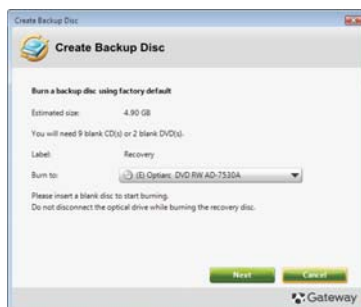 Create Backup Disc
Create Backup Disc
Burn a backup disc using factory default
Estimated size: 4.90 GB
You will need 9 blank CD(s) or 2 blank DVD(s).
Label: Recovery
Burn to: (E) Optiarc DVD RW AD-7530A
Please insert a blank disc to start burning.
Do not disconnect the optical drive while burning the recovery disc.
Next Cancel
Gateway